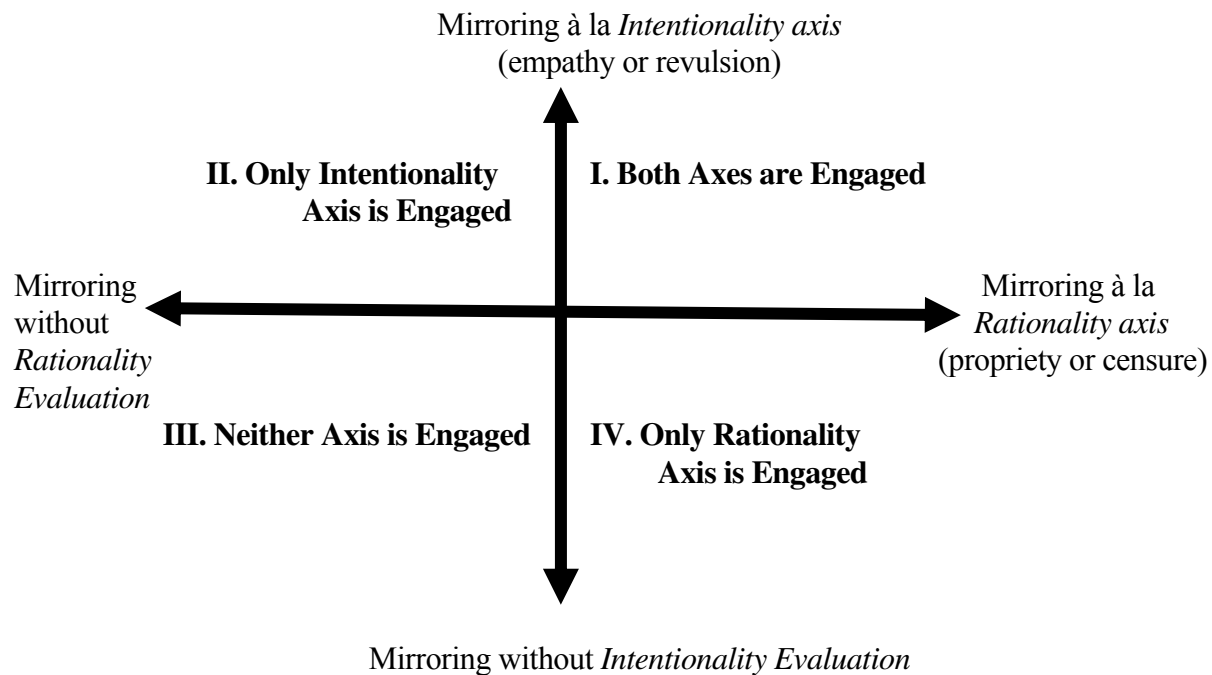 Mirroring à la Intentionality axis
(empathy or revulsion)
II. Only Intentionality
Axis is Engaged
I. Both Axes are Engaged
Mirroring
without
Rationality
Evaluation
Mirroring à la
Rationality axis
(propriety or censure)
III. Neither Axis is Engaged
IV. Only Rationality
Axis is Engaged
Mirroring without Intentionality Evaluation